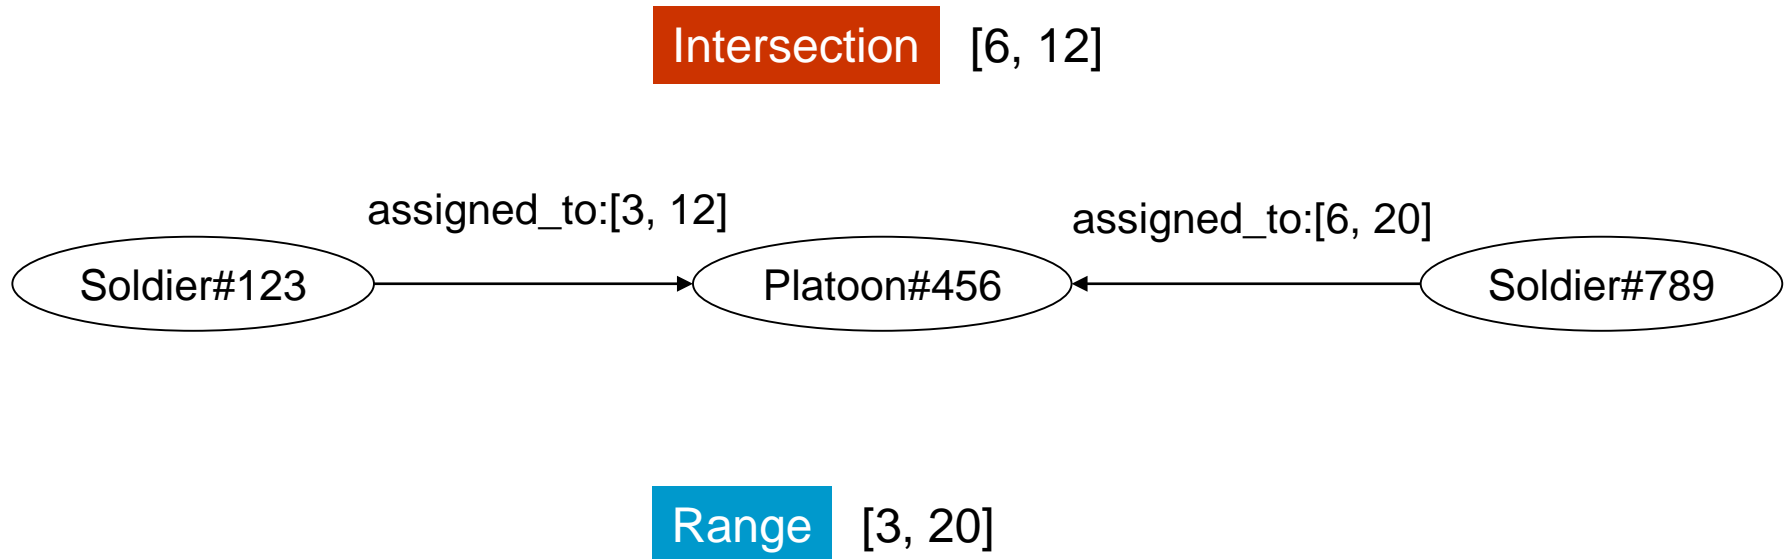 Intersection [6, 12]
assigned_to:[3, 12]
assigned_to:[6, 20]
Soldier#123
Platoon#456
Soldier#789
Range [3, 20]